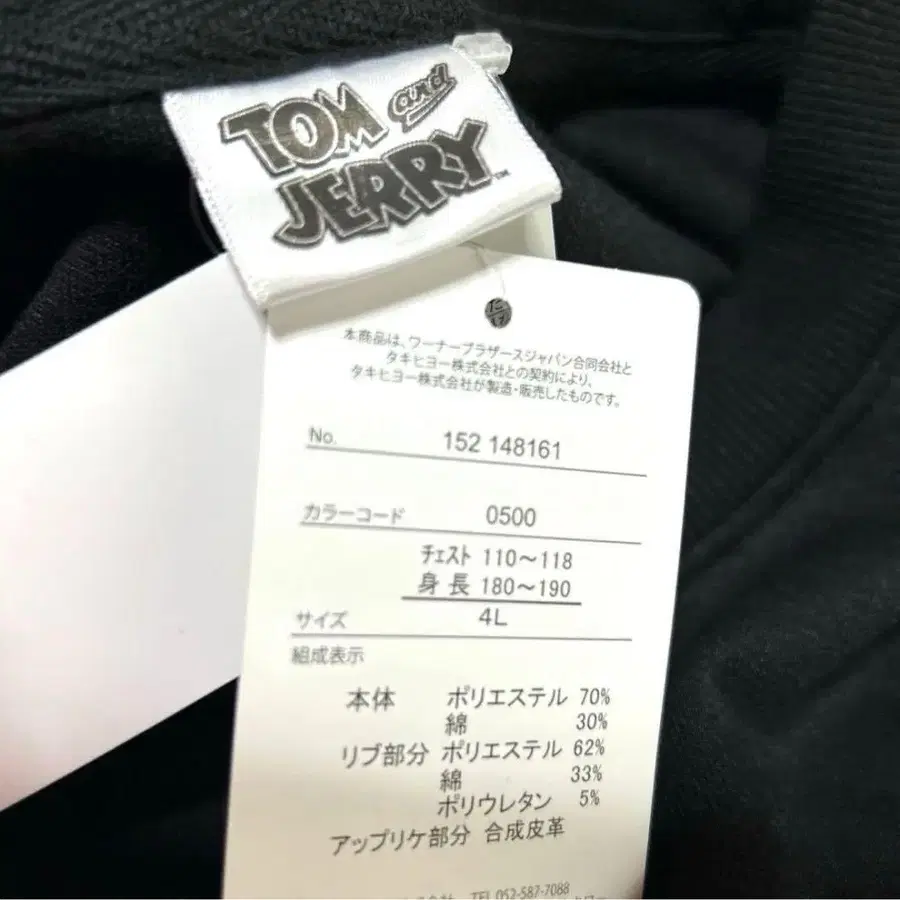 TOM and
JERRY™
本商品は、ワーナーブラザースジャパン合同会社と
タキヒヨー株式会社との契約により、
タキヒヨー株式会社が製造・販売したものです。
No. 152 148161
カラーコード 0500
チェスト 110〜118
身長 180〜190
サイズ 4L
組成表示
本体 ポリエステル 70%
綿 30%
リブ部分 ポリエステル 62%
綿 33%
ポリウレタン 5%
アップリケ部分 合成皮革
TEL 052-587-7088